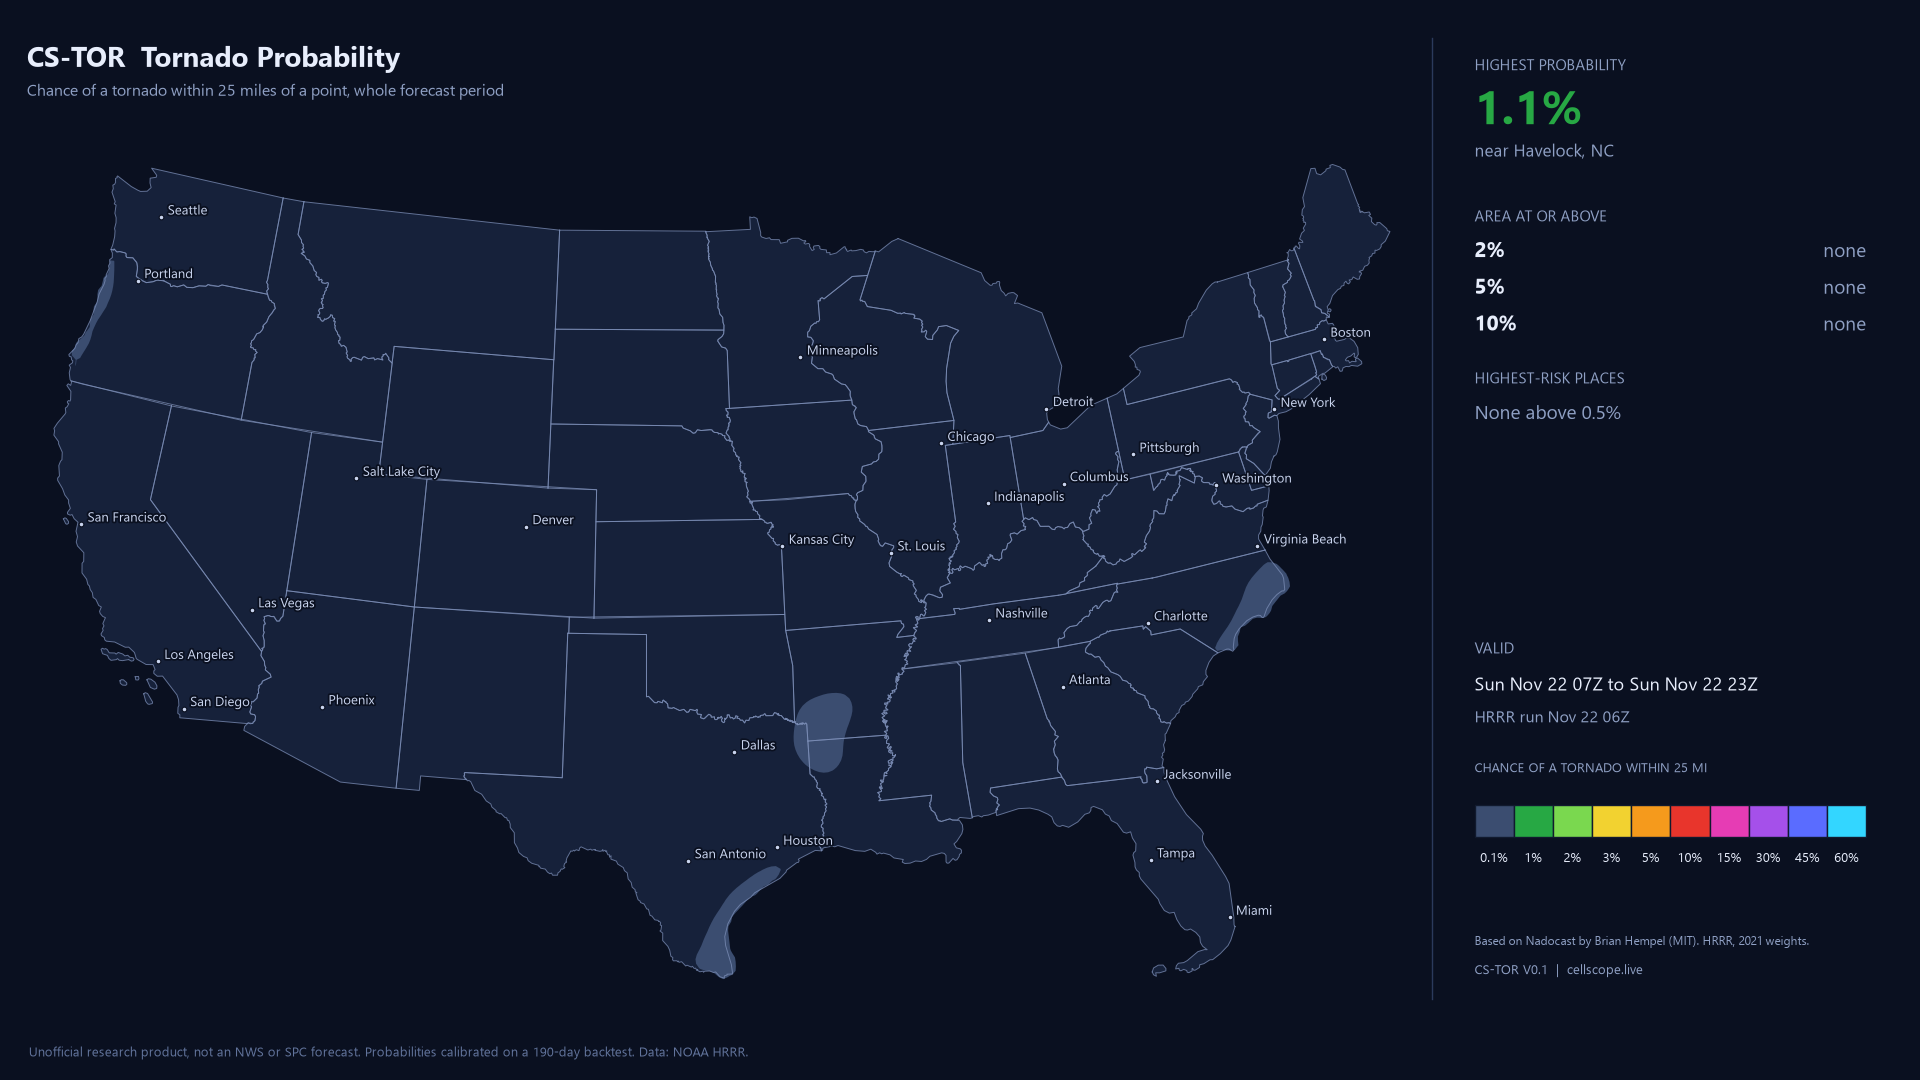 CS-TOR Tornado Probability
Chance of a tornado within 25 miles of a point, whole forecast period
Seattle
Portland
Minneapolis
Boston
Detroit
New York
Chicago
Pittsburgh
Salt Lake City
Columbus
Washington
Indianapolis
San Francisco
Denver
Kansas City
St. Louis
Virginia Beach
Las Vegas
Nashville
Charlotte
Los Angeles
Atlanta
San Diego
Phoenix
Dallas
Jacksonville
Houston
San Antonio
Tampa
Miami
HIGHEST PROBABILITY
1.1%
near Havelock, NC
AREA AT OR ABOVE
2% none
5% none
10% none
HIGHEST-RISK PLACES
None above 0.5%
VALID
Sun Nov 22 07Z to Sun Nov 22 23Z
HRRR run Nov 22 06Z
CHANCE OF A TORNADO WITHIN 25 MI
0.1% 1% 2% 3% 5% 10% 15% 30% 45% 60%
Based on Nadocast by Brian Hempel (MIT). HRRR, 2021 weights.
CS-TOR V0.1 | cellscope.live
Unofficial research product, not an NWS or SPC forecast. Probabilities calibrated on a 190-day backtest. Data: NOAA HRRR.